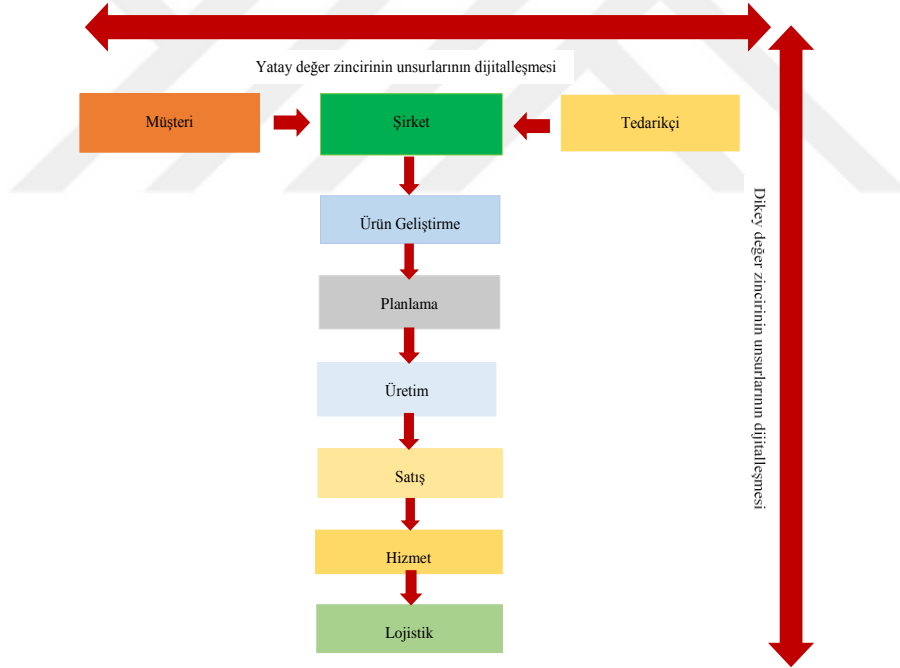 Yatay değer zincirinin unsurlarının dijitalleşmesi
Müşteri
Şirket
Tedarikçi
Ürün Geliştirme
Planlama
Üretim
Satış
Hizmet
Lojistik
Dikey değer zincirinin unsurlarının dijitalleşmesi